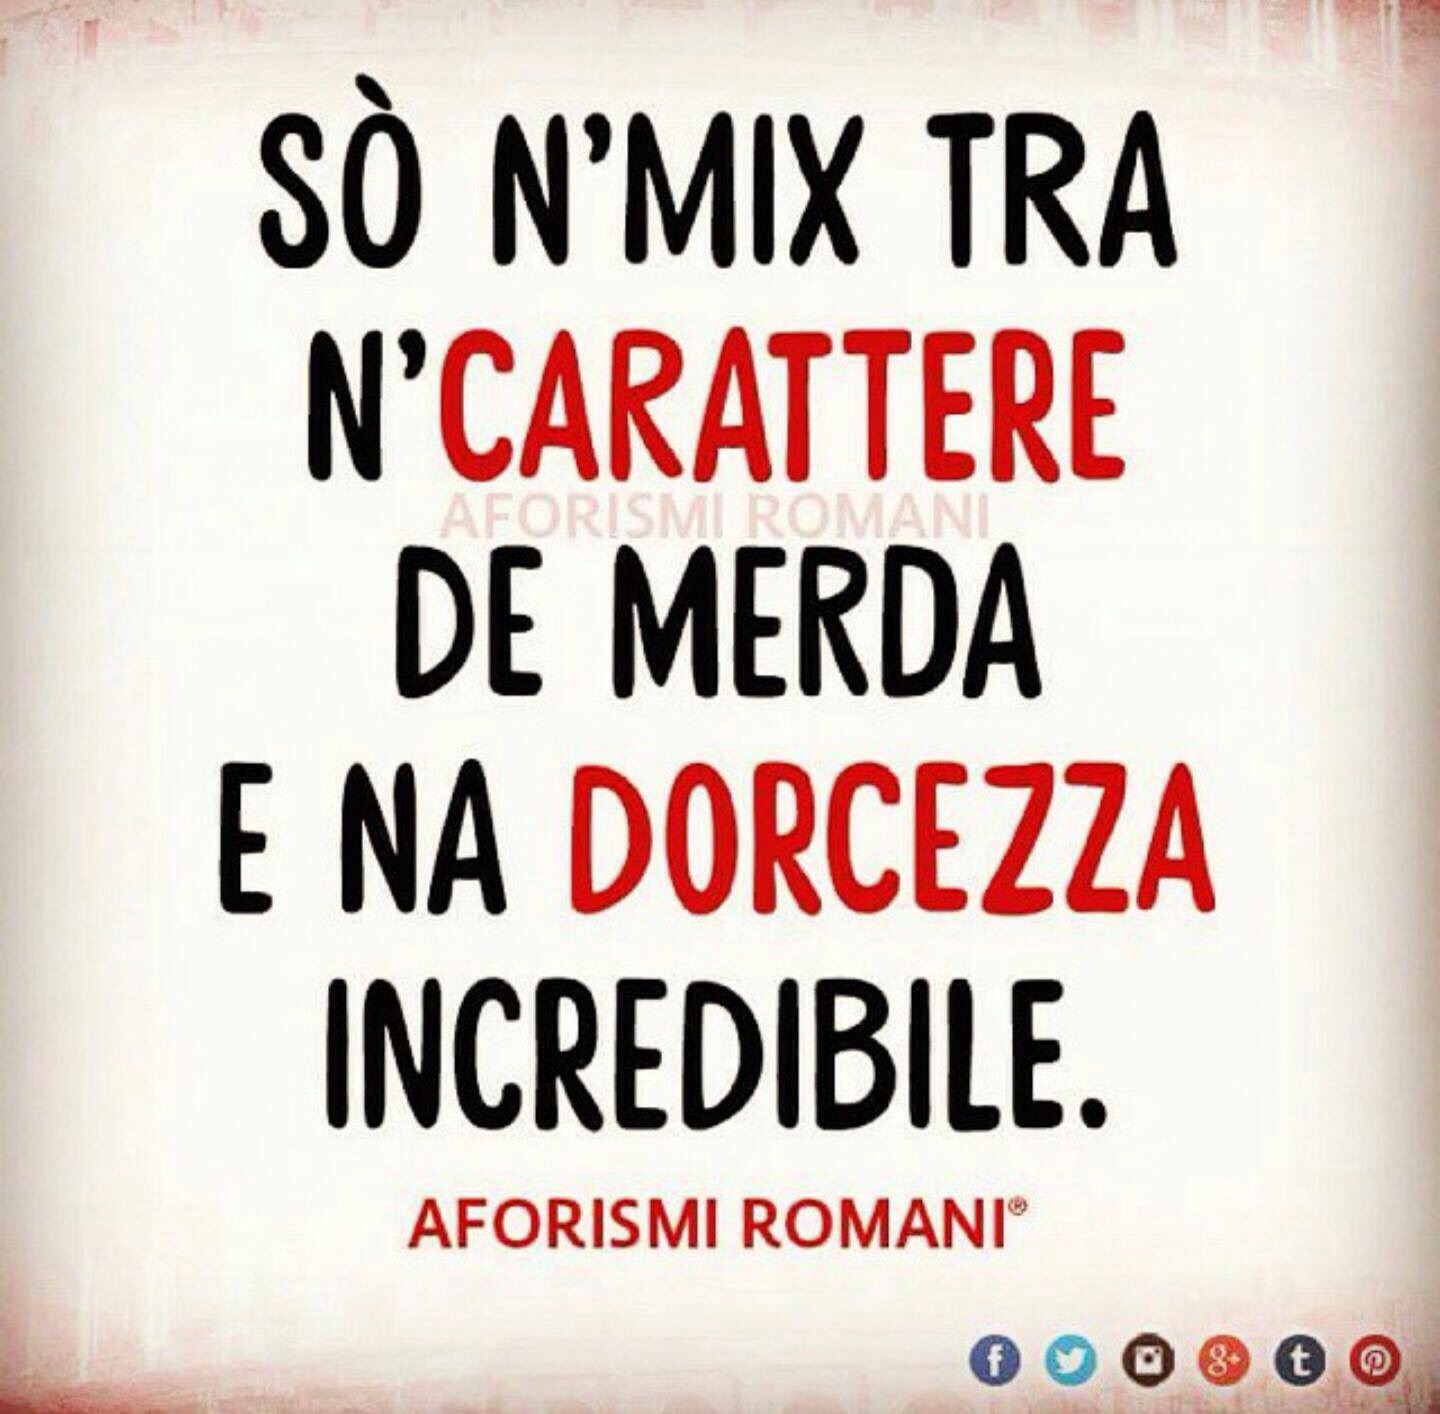 SÒ N'MIX TRA
N'CARATTERE
AFORISMI ROMANI
DE MERDA
E NA DORCEZZA
INCREDIBILE.
AFORISMI ROMANI®